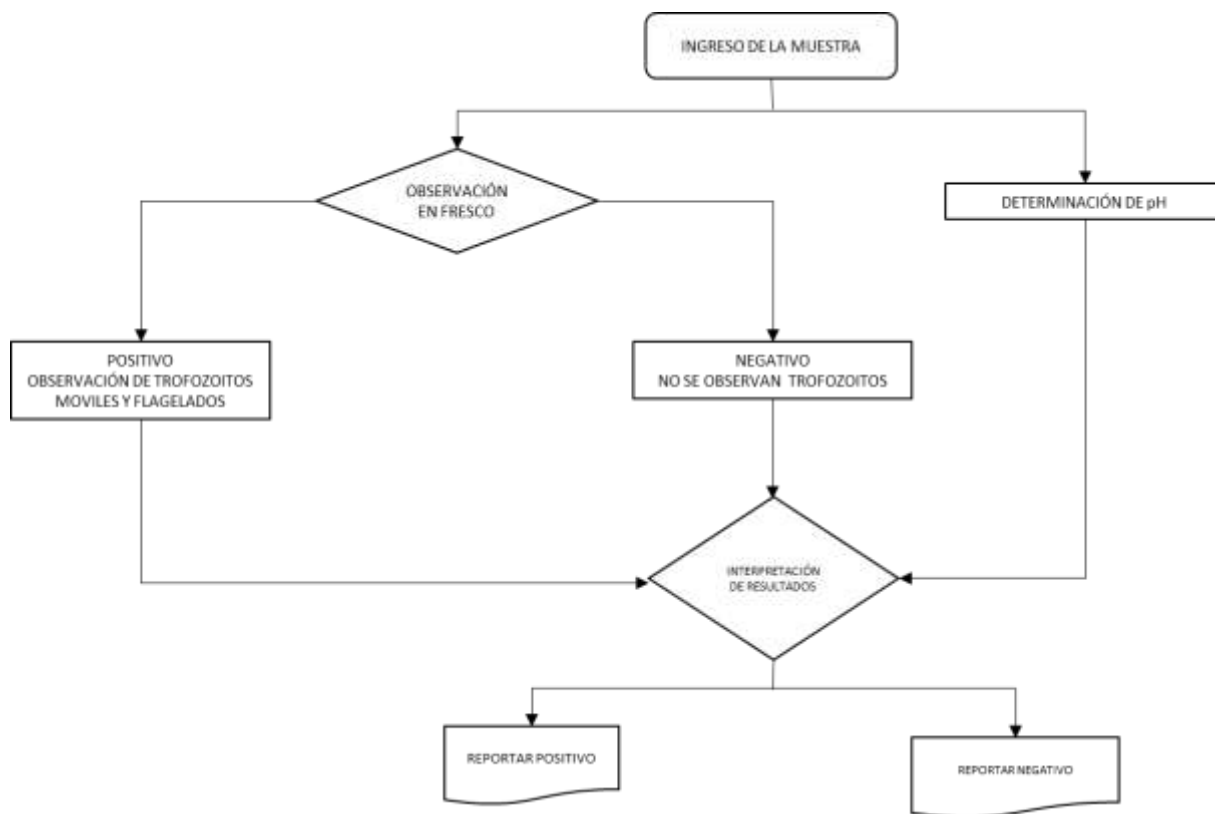 INGRESO DE LA MUESTRA
OBSERVACIÓN
EN FRESCO
DETERMINACIÓN DE pH
POSITIVO
OBSERVACIÓN DE TROFOZOITOS
MOVILES Y FLAGELADOS
NEGATIVO
NO SE OBSERVAN TROFOZOITOS
INTERPRETACIÓN
DE RESULTADOS
REPORTAR POSITIVO
REPORTAR NEGATIVO